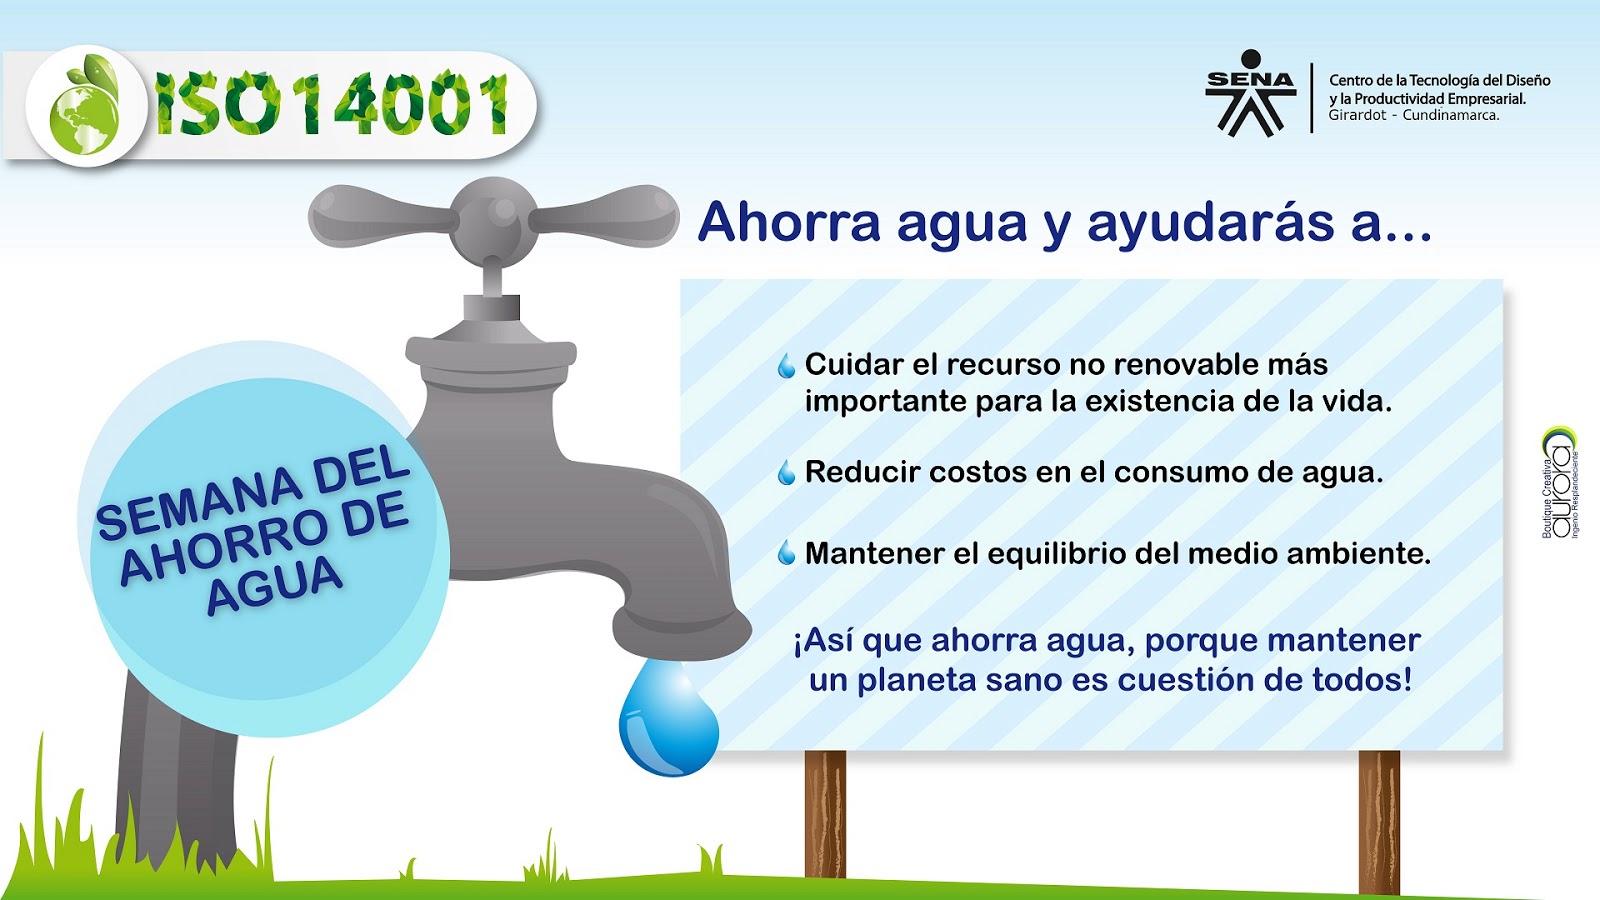 ISO14001
SENA
Centro de la Tecnología del Diseño
y la Productividad Empresarial.
Girardot - Cundinamarca.
Ahorra agua y ayudarás a...
Cuidar el recurso no renovable más
importante para la existencia de la vida.
Reducir costos en el consumo de agua.
Mantener el equilibrio del medio ambiente.
¡Así que ahorra agua, porque mantener
un planeta sano es cuestión de todos!
SEMANA DEL
AHORRO DE
AGUA
Boutique Creativa
aurora
Ingenio Resplandeciente